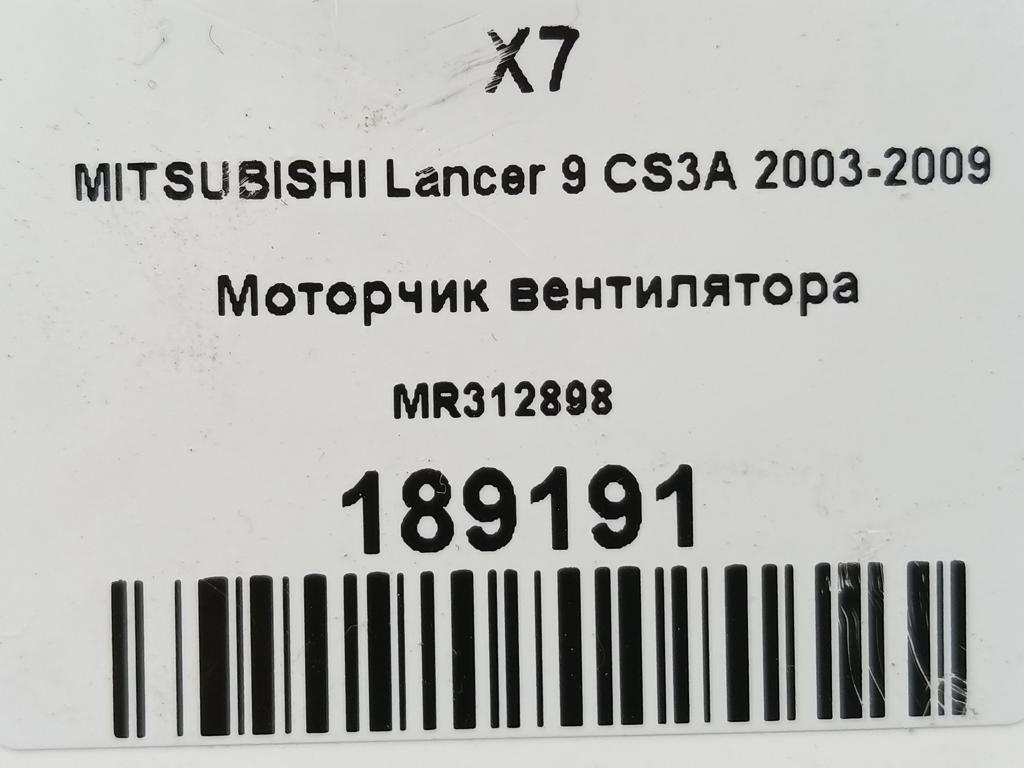 X7
MITSUBISHI Lancer 9 CS3A 2003-2009
Моторчик вентилятора
MR312898
189191